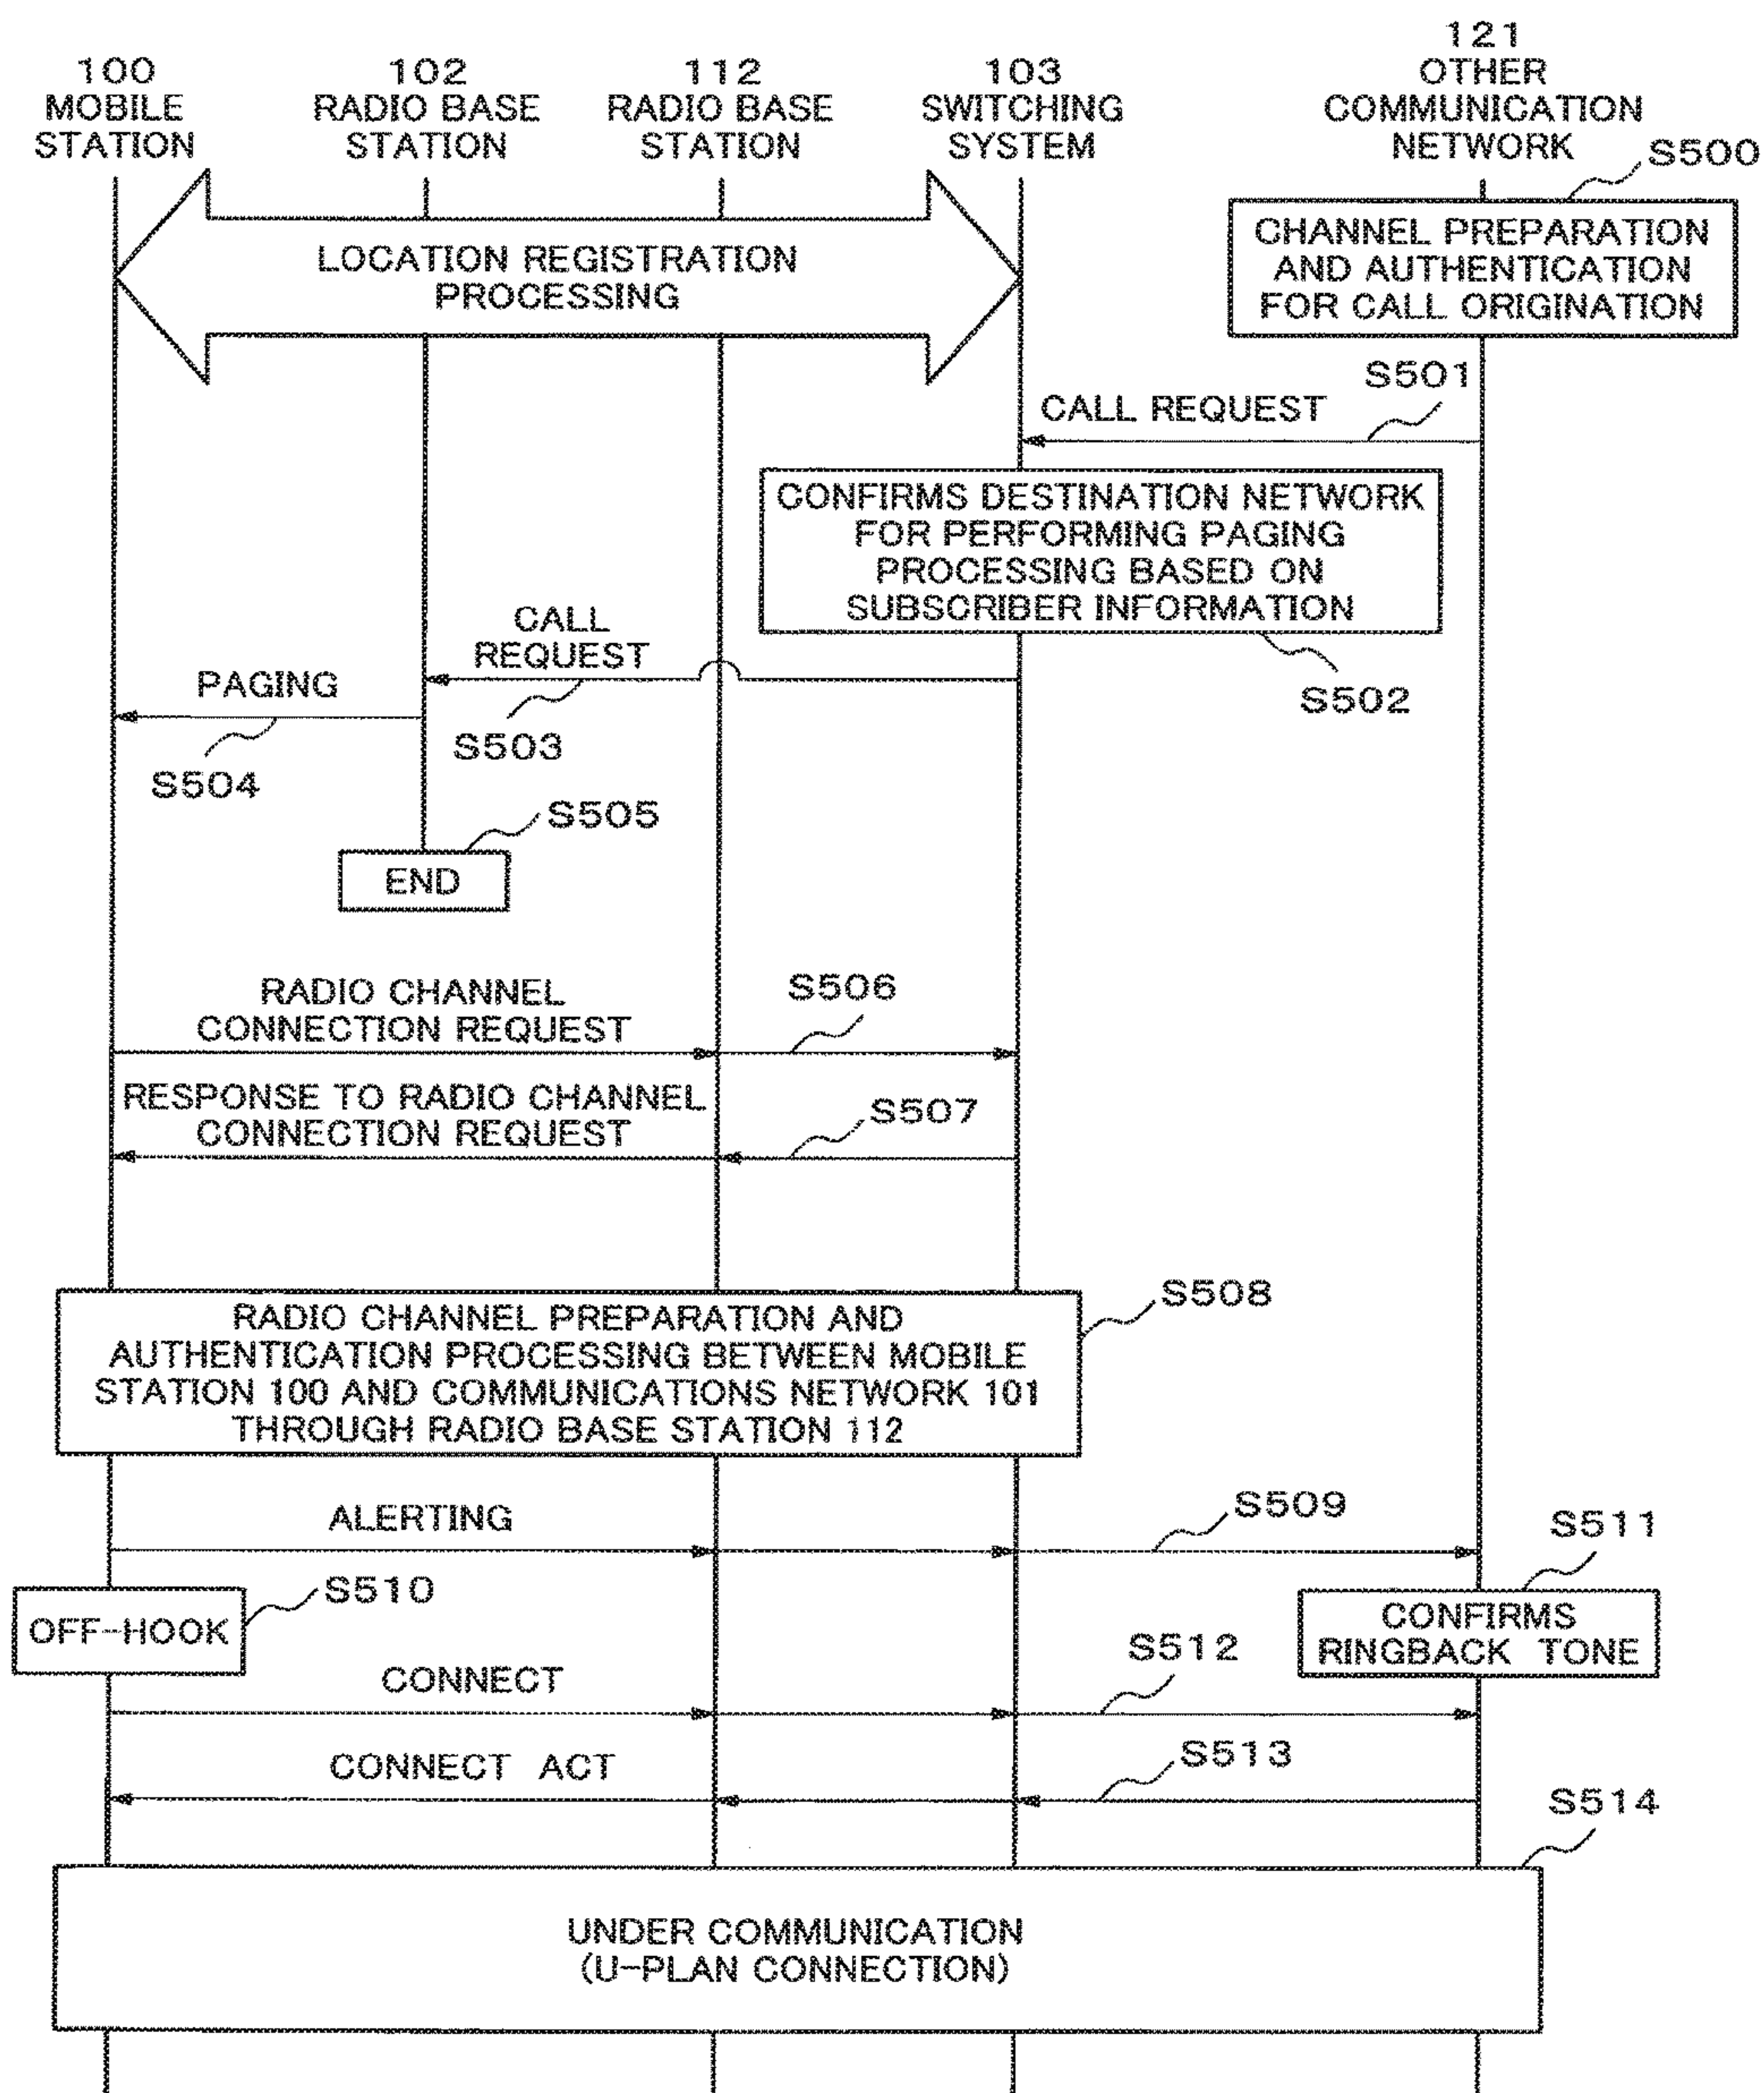 100
MOBILE
STATION
102
RADIO BASE
STATION
112
RADIO BASE
STATION
103
SWITCHING
SYSTEM
121
OTHER
COMMUNICATION
NETWORK
S500
CHANNEL PREPARATION
AND AUTHENTICATION
FOR CALL ORIGINATION
LOCATION REGISTRATION
PROCESSING
S501
CALL REQUEST
CONFIRMS DESTINATION NETWORK
FOR PERFORMING PAGING
PROCESSING BASED ON
SUBSCRIBER INFORMATION
S502
CALL
REQUEST
S503
PAGING
S504
S505
END
RADIO CHANNEL
CONNECTION REQUEST
S506
RESPONSE TO RADIO CHANNEL
CONNECTION REQUEST
S507
S508
RADIO CHANNEL PREPARATION AND
AUTHENTICATION PROCESSING BETWEEN MOBILE
STATION 100 AND COMMUNICATIONS NETWORK 101
THROUGH RADIO BASE STATION 112
ALERTING
S509
S510
OFF-HOOK
S511
CONFIRMS
RINGBACK TONE
CONNECT
S512
CONNECT ACT
S513
S514
UNDER COMMUNICATION
(U-PLAN CONNECTION)